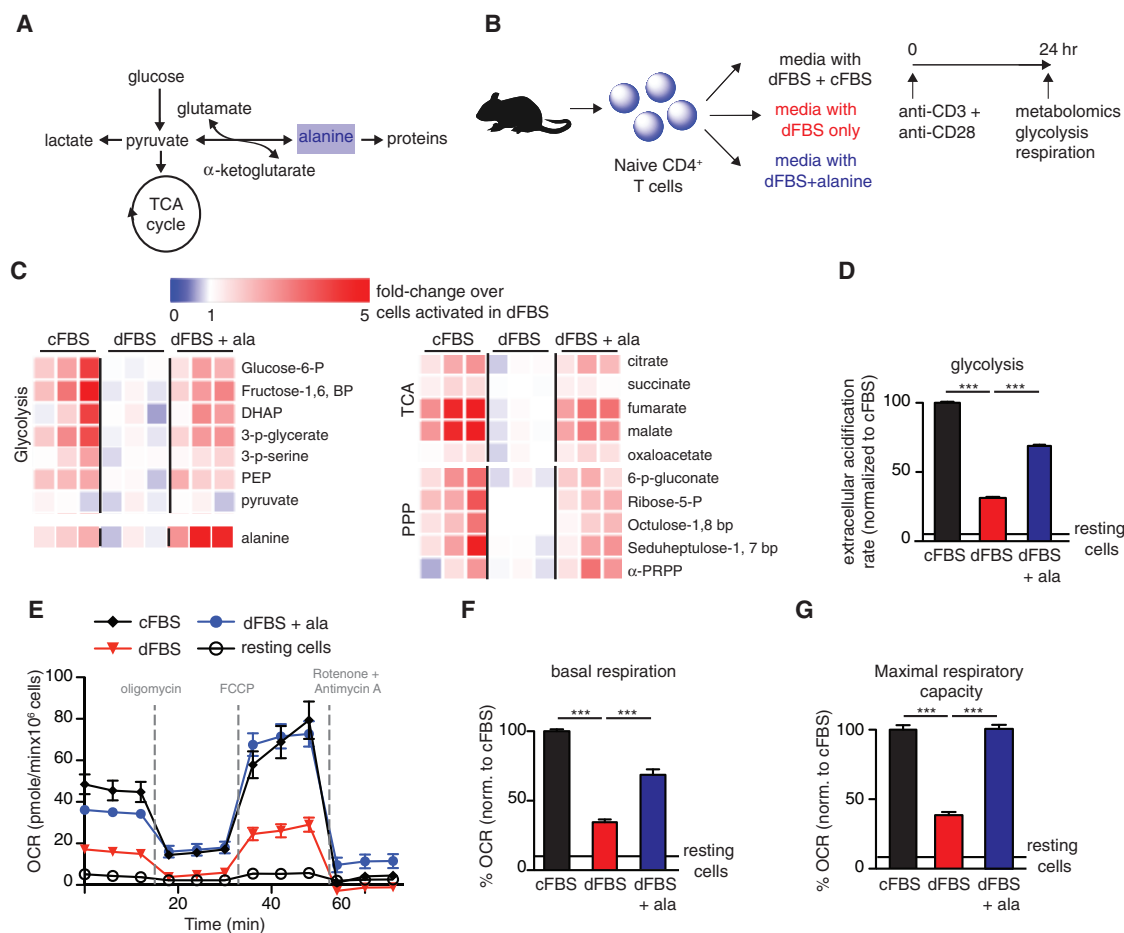 A
glucose
glutamate
lactate
pyruvate
alanine
proteins
α-ketoglutarate
TCA
cycle
B
Naive CD4+
T cells
media with
dFBS + cFBS
media with
dFBS only
media with
dFBS+alanine
0
24 hr
anti-CD3 +
anti-CD28
metabolomics
glycolysis
respiration
C
0
1
5
fold-change over
cells activated in dFBS
cFBS
dFBS
dFBS + ala
Glycolysis
Glucose-6-P
Fructose-1,6, BP
DHAP
3-p-glycerate
3-p-serine
PEP
pyruvate
alanine
cFBS
dFBS
dFBS + ala
TCA
citrate
succinate
fumarate
malate
oxaloacetate
PPP
6-p-gluconate
Ribose-5-P
Octulose-1,8 bp
Seduheptulose-1, 7 bp
α-PRPP
D
glycolysis
***
***
extracellular acidification
rate (normalized to cFBS)
100
50
0
resting
cells
cFBS
dFBS
dFBS
+ ala
E
cFBS
dFBS + ala
dFBS
resting cells
oligomycin
FCCP
Rotenone +
Antimycin A
OCR (pmole/minx10⁶ cells)
100
80
60
40
20
0
20
40
60
Time (min)
F
basal respiration
***
***
% OCR (norm. to cFBS)
100
50
0
resting
cells
cFBS
dFBS
dFBS
+ ala
G
Maximal respiratory
capacity
***
***
% OCR (norm. to cFBS)
100
50
0
resting
cells
cFBS
dFBS
dFBS
+ ala